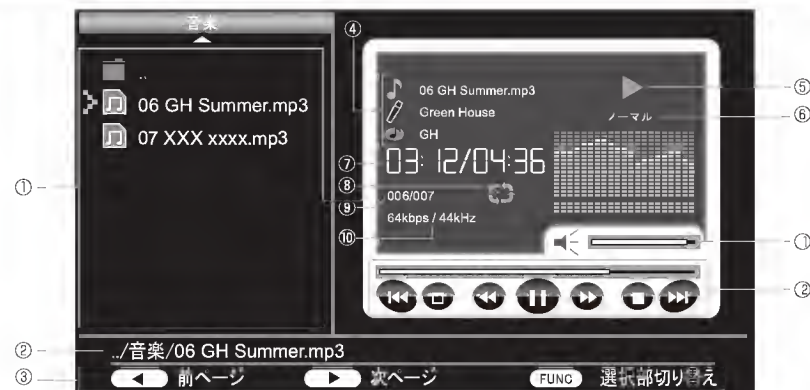 音楽
④
..
06 GH Summer.mp3
07 XXX xxxx.mp3
①
06 GH Summer.mp3
⑤
Green House
⑥
ノーマル
GH
⑦
03:12/04:36
⑧
⑨
006/007
64kbps / 44kHz
⑩
②
../音楽/06 GH Summer.mp3
③
前ページ
次ページ
FUNC
選択部切り替え